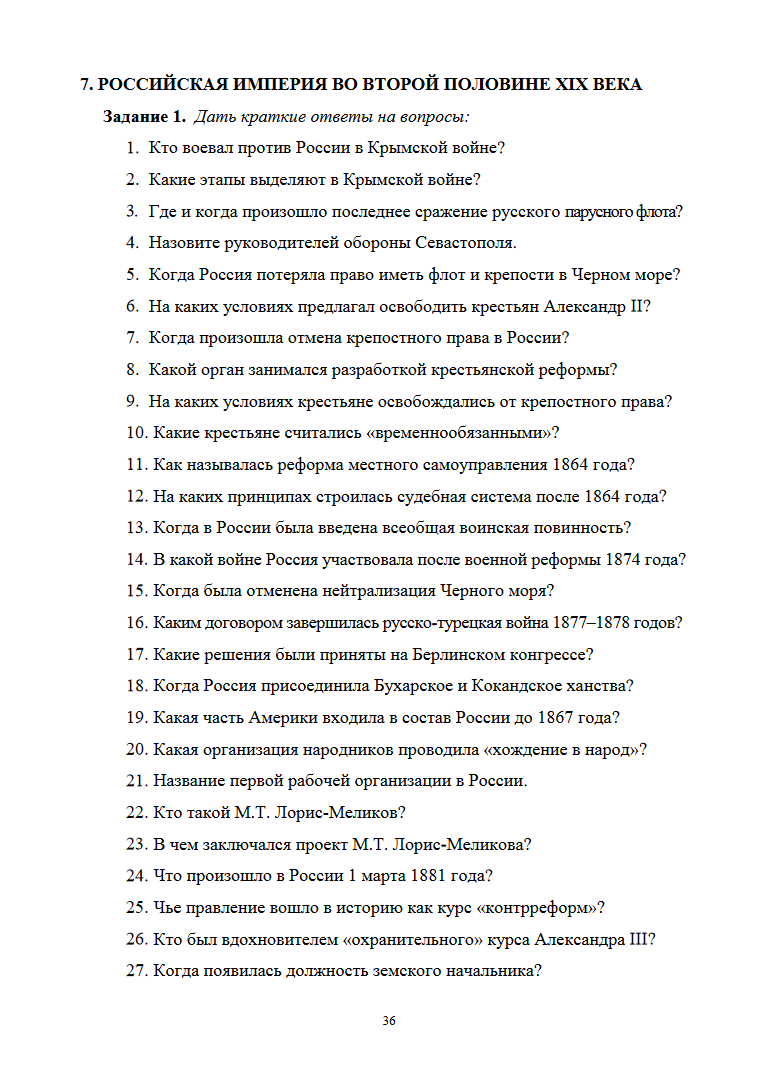 7. РОССИЙСКАЯ ИМПЕРИЯ ВО ВТОРОЙ ПОЛОВИНЕ XIX ВЕКА
Задание 1. Дать краткие ответы на вопросы:
1. Кто воевал против России в Крымской войне?
2. Какие этапы выделяют в Крымской войне?
3. Где и когда произошло последнее сражение русского парусного флота?
4. Назовите руководителей обороны Севастополя.
5. Когда Россия потеряла право иметь флот и крепости в Черном море?
6. На каких условиях предлагал освободить крестьян Александр II?
7. Когда произошла отмена крепостного права в России?
8. Какой орган занимался разработкой крестьянской реформы?
9. На каких условиях крестьяне освобождались от крепостного права?
10. Какие крестьяне считались «временнообязанными»?
11. Как называлась реформа местного самоуправления 1864 года?
12. На каких принципах строилась судебная система после 1864 года?
13. Когда в России была введена всеобщая воинская повинность?
14. В какой войне Россия участвовала после военной реформы 1874 года?
15. Когда была отменена нейтрализация Черного моря?
16. Каким договором завершилась русско-турецкая война 1877–1878 годов?
17. Какие решения были приняты на Берлинском конгрессе?
18. Когда Россия присоединила Бухарское и Кокандское ханства?
19. Какая часть Америки входила в состав России до 1867 года?
20. Какая организация народников проводила «хождение в народ»?
21. Название первой рабочей организации в России.
22. Кто такой М.Т. Лорис-Меликов?
23. В чем заключался проект М.Т. Лорис-Меликова?
24. Что произошло в России 1 марта 1881 года?
25. Чье правление вошло в историю как курс «контрреформ»?
26. Кто был вдохновителем «охранительного» курса Александра III?
27. Когда появилась должность земского начальника?
36